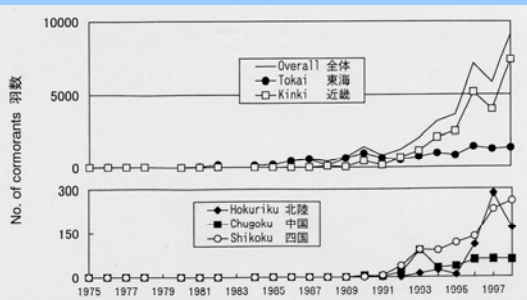 10000
Overall 全体
Tokai 東海
Kinki 近畿
5000
0
No. of cormorants 羽数
300
Hokuriku 北陸
Chugoku 中国
Shikoku 四国
150
0
1975 1977 1979 1981 1983 1985 1987 1989 1991 1993 1995 1997